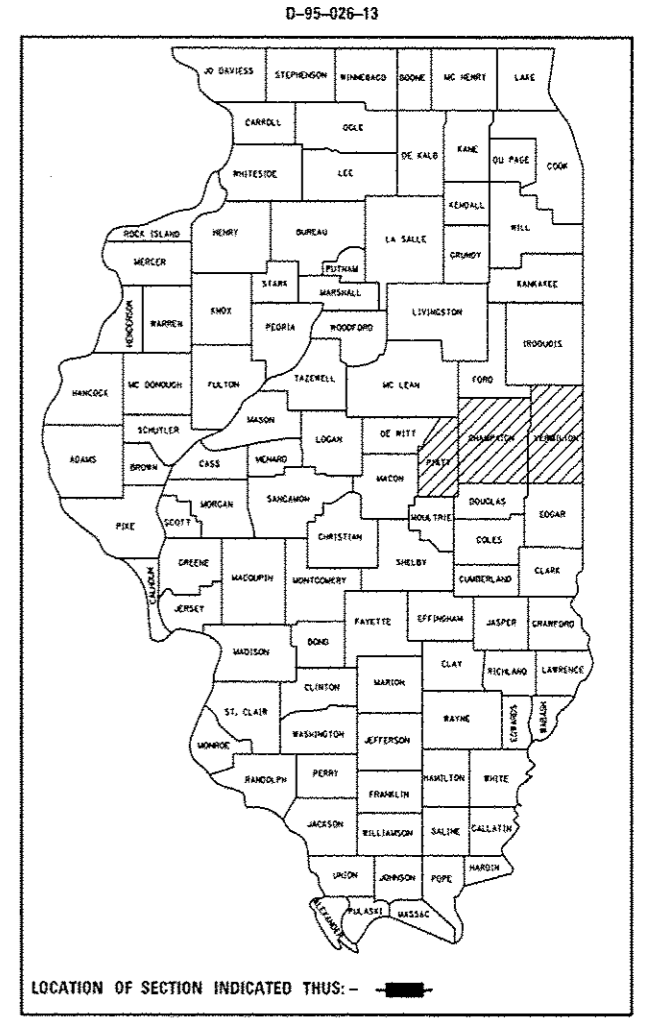 D-95-026-13
JO DAVIESS STEPHENSON WINNEBAGO BOONE MC HENRY LAKE
CARROLL OGLE DE KALB KANE DU PAGE COOK
WHITESIDE LEE
KENDALL WILL
ROCK ISLAND HENRY BUREAU LA SALLE GRUNDY
MERCER STARK PUTNAM KANKAKEE
MARSHALL
HENDERSON WARREN KNOX PEORIA WOODFORD LIVINGSTON IROQUOIS
HANCOCK MC DONOUGH FULTON TAZEWELL MC LEAN FORD
SCHUYLER MASON LOGAN DE WITT PIATT CHAMPAIGN VERMILION
ADAMS BROWN CASS MENARD MACON
MORGAN SANGAMON DOUGLAS EDGAR
PIKE SCOTT CHRISTIAN MOULTRIE COLES
CALHOUN GREENE MACOUPIN MONTGOMERY SHELBY CUMBERLAND CLARK
JERSEY FAYETTE EFFINGHAM JASPER CRAWFORD
MADISON BOND CLAY RICHLAND LAWRENCE
CLINTON MARION
ST. CLAIR WAYNE EDWARDS WABASH
MONROE WASHINGTON JEFFERSON
RANDOLPH PERRY HAMILTON WHITE
FRANKLIN
JACKSON WILLIAMSON SALINE GALLATIN
UNION JOHNSON POPE HARDIN
ALEXANDER PULASKI MASSAC
LOCATION OF SECTION INDICATED THUS:-